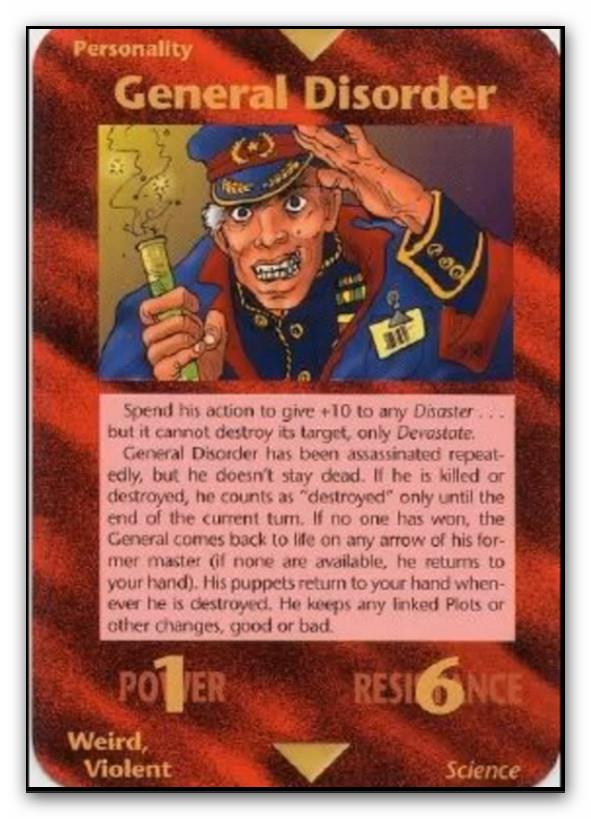 Personality
General Disorder
Spend his action to give +10 to any Disaster . . .
but it cannot destroy its target, only Devastate.
General Disorder has been assassinated repeat-
edly, but he doesn't stay dead. If he is killed or
destroyed, he counts as "destroyed" only until the
end of the current turn. If no one has won, the
General comes back to life on any arrow of his for-
mer master (if none are available, he returns to
your hand). His puppets return to your hand when-
ever he is destroyed. He keeps any linked Plots or
other changes, good or bad.
POWER 1
RESISTANCE 6
Weird,
Violent
Science